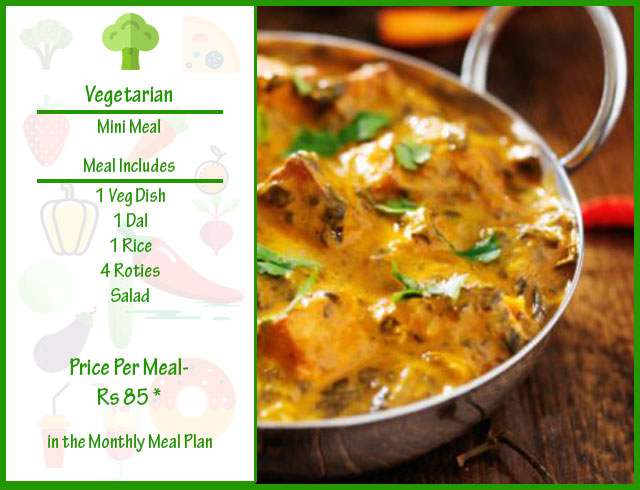 Vegetarian
Mini Meal
Meal Includes
1 Veg Dish
1 Dal
1 Rice
4 Roties
Salad
Price Per Meal-
Rs 85 *
in the Monthly Meal Plan